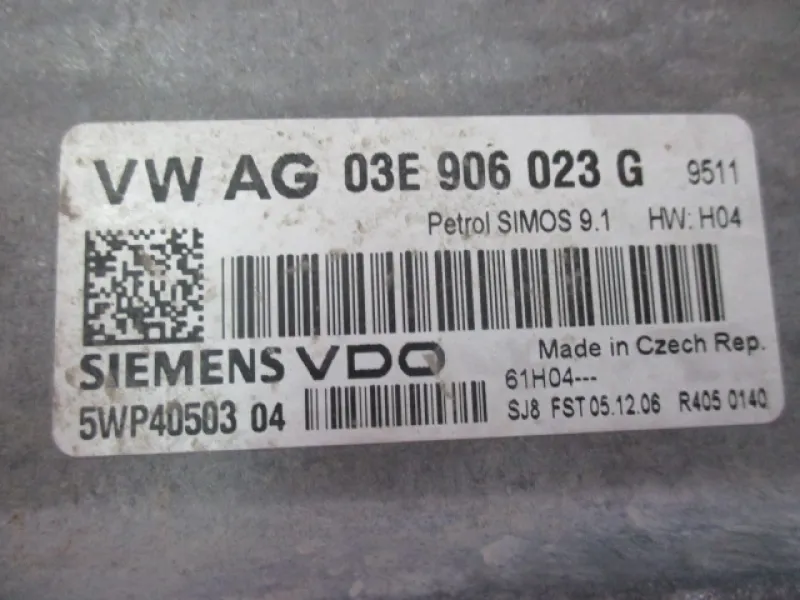 VW AG 03E 906 023 G 9511
Petrol SIMOS 9.1 HW: H04
SIEMENS VDO Made in Czech Rep.
61H04---
5WP40503 04 SJ8 FST 05.12.06 R405 0140